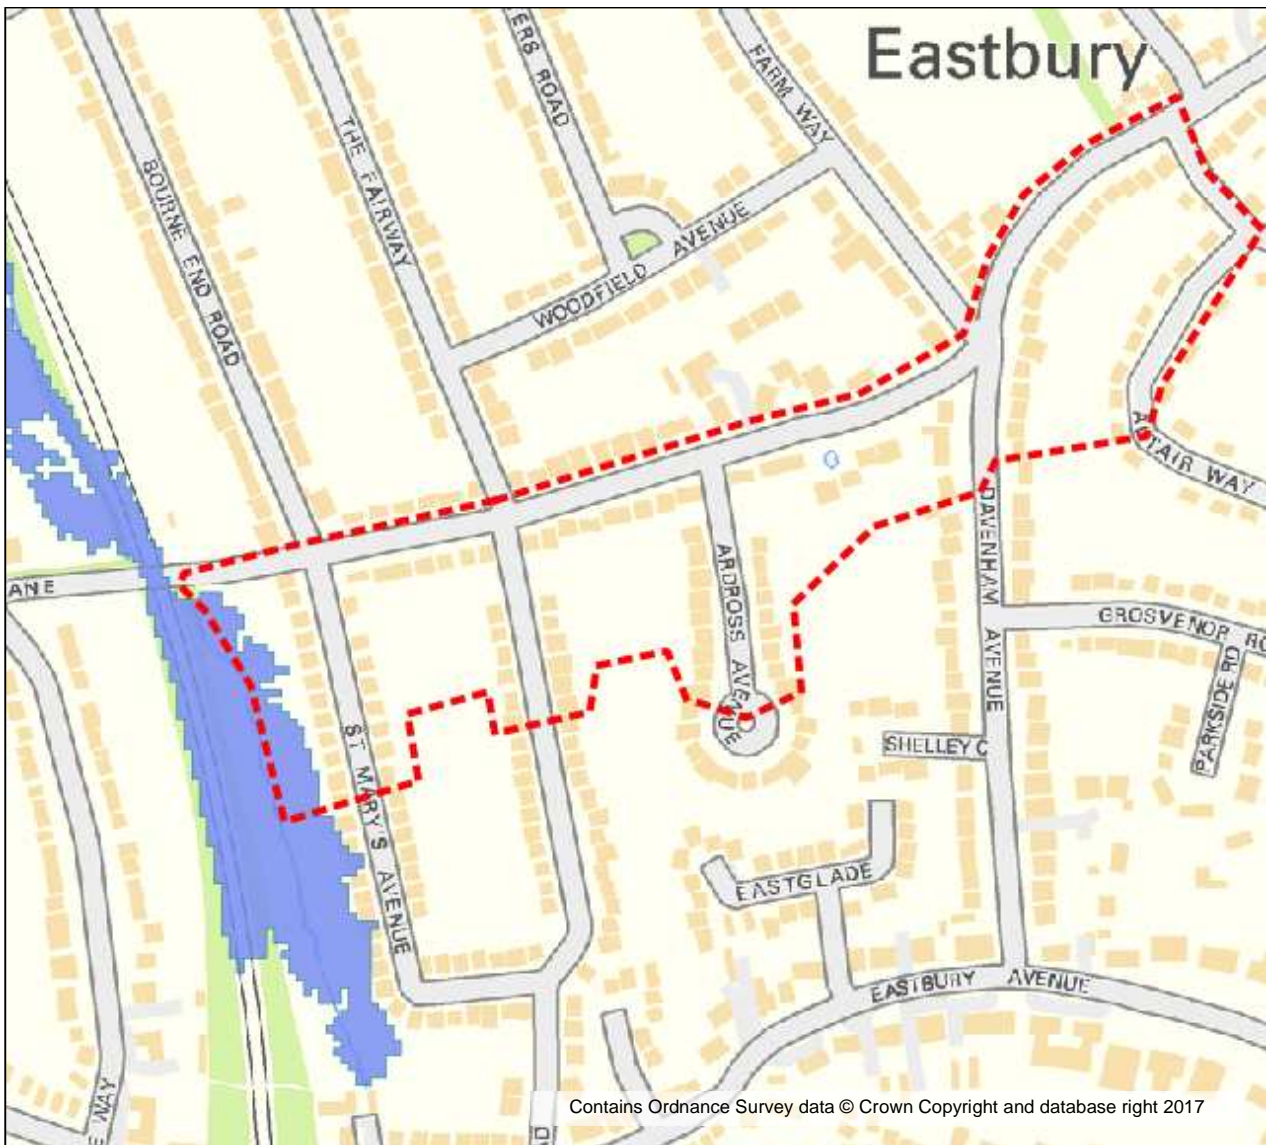 Eastbury
ERS ROAD
FARM WAY
THE FAIRWAY
BOURNE END ROAD
WOODFIELD AVENUE
ALTAIR WAY
DAVENHAM AVENUE
ARDROSS AVENUE
ANE
GROSVENOR RO
PARKSIDE RD
ST MARY'S AVENUE
SHELLEY C
EASTGLADE
EASTBURY AVENUE
E WAY
AD
Contains Ordnance Survey data © Crown Copyright and database right 2017